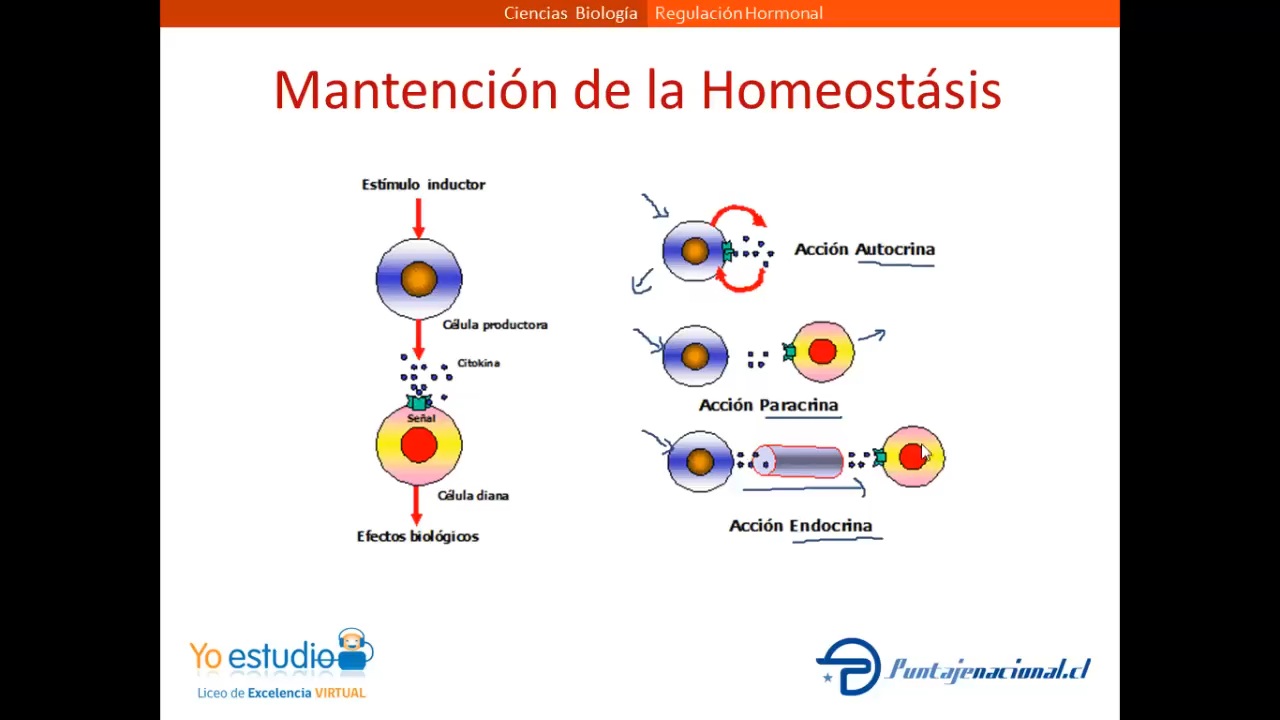 Ciencias Biología Regulación Hormonal
Mantención de la Homeostásis
Estímulo inductor
Célula productora
Citokina
Señal
Célula diana
Efectos biológicos
Acción Autocrina
Acción Paracrina
Acción Endocrina
Yo estudio
Liceo de Excelencia VIRTUAL
Puntajenacional.cl